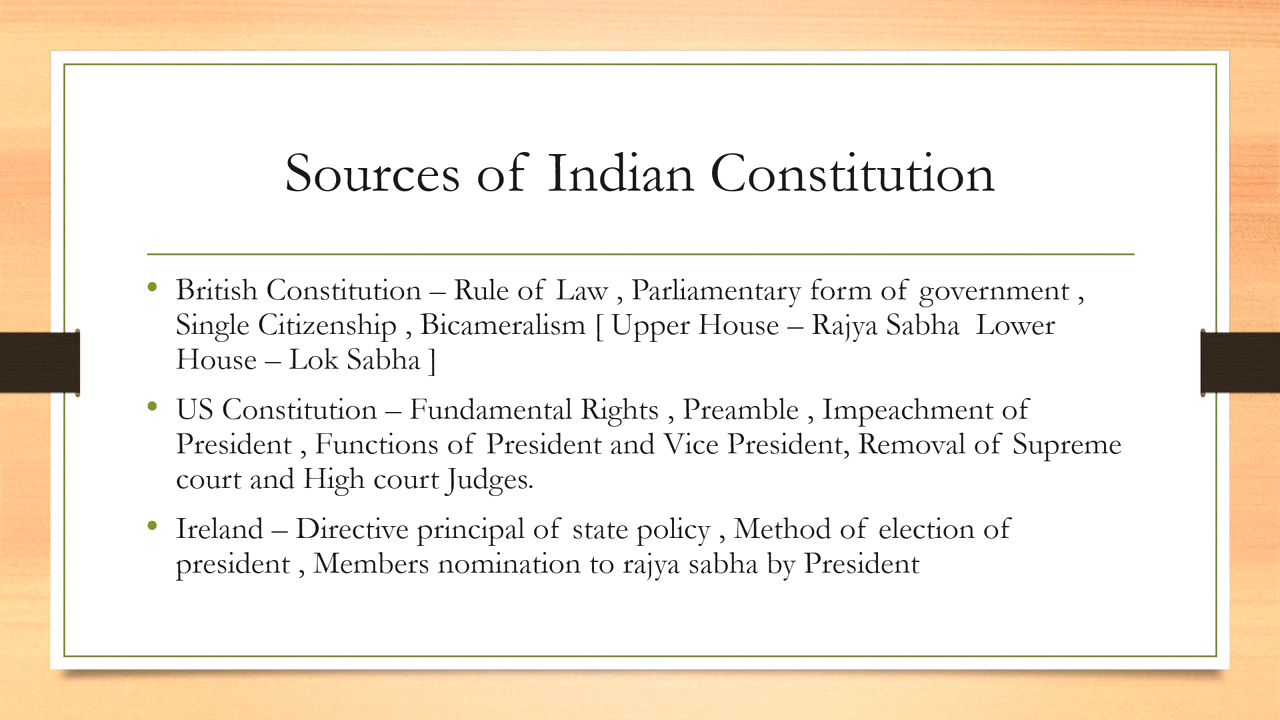 Sources of Indian Constitution
• British Constitution – Rule of Law , Parliamentary form of government ,
Single Citizenship , Bicameralism [ Upper House – Rajya Sabha  Lower
House – Lok Sabha ]
• US Constitution – Fundamental Rights , Preamble , Impeachment of
President , Functions of President and Vice President, Removal of Supreme
court and High court Judges.
• Ireland – Directive principal of state policy , Method of election of
president , Members nomination to rajya sabha by President